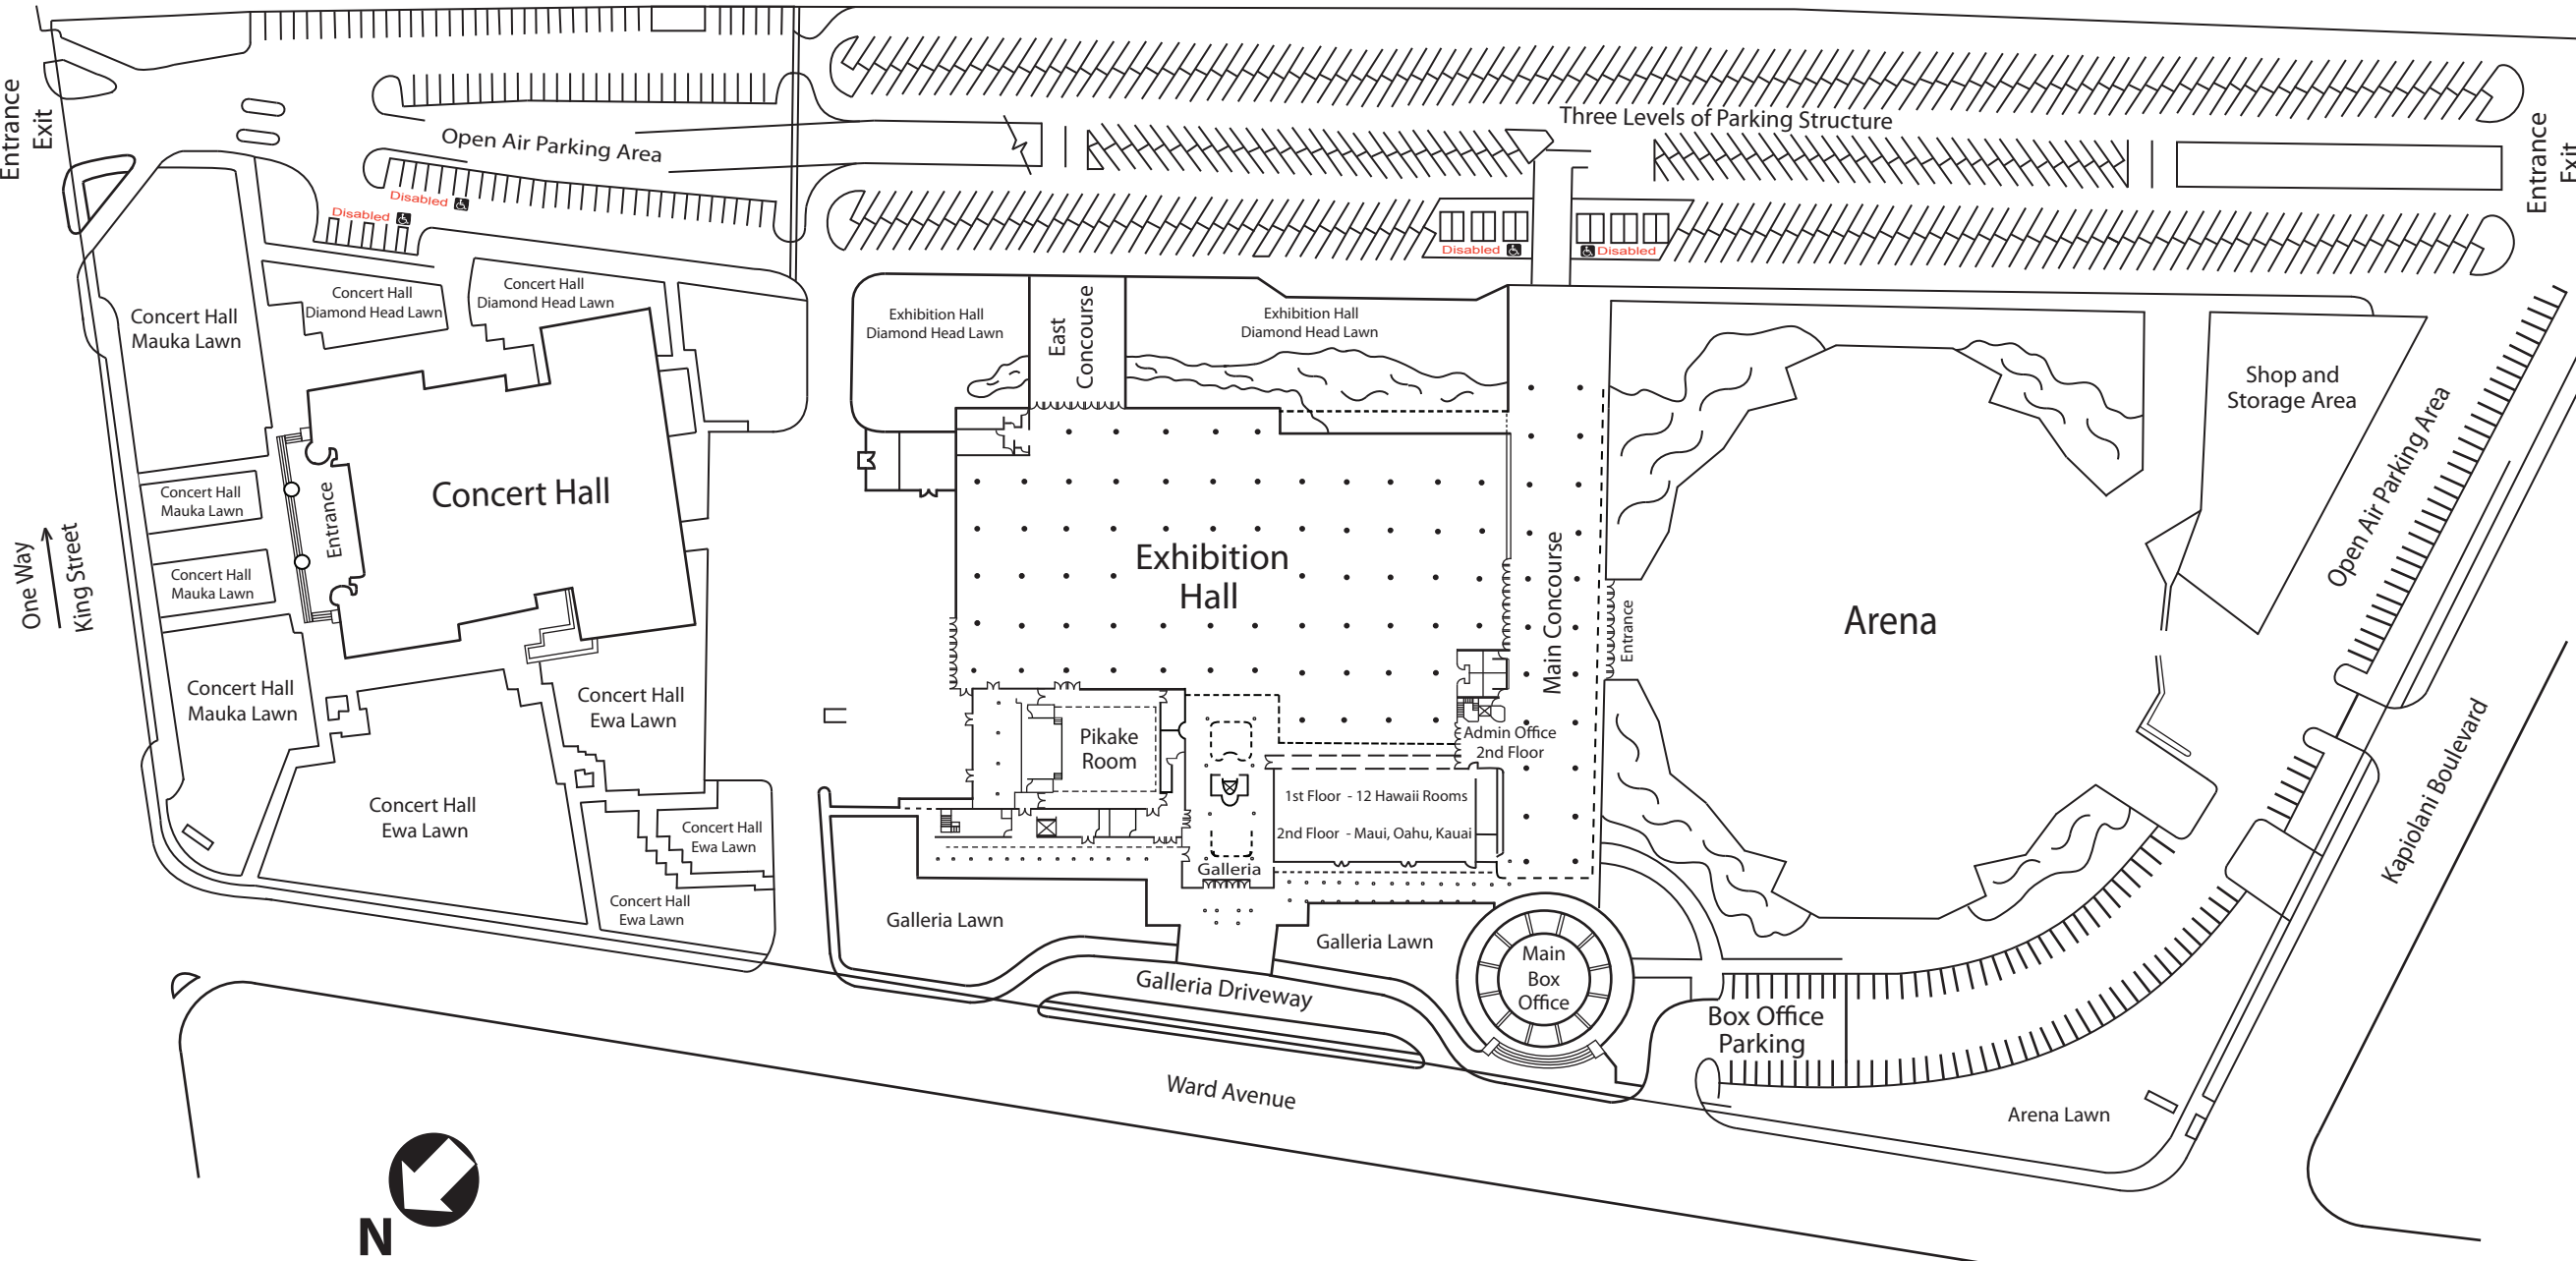 Entrance
Exit
Open Air Parking Area
Three Levels of Parking Structure
Entrance
Exit
Disabled
Disabled
Disabled
Disabled
Concert Hall
Mauka Lawn
Concert Hall
Diamond Head Lawn
Concert Hall
Diamond Head Lawn
Exhibition Hall
Diamond Head Lawn
East
Concourse
Exhibition Hall
Diamond Head Lawn
Shop and
Storage Area
Open Air Parking Area
Concert Hall
Mauka Lawn
Entrance
Concert Hall
Exhibition
Hall
Main Concourse
Entrance
Arena
One Way
King Street
Concert Hall
Mauka Lawn
Concert Hall
Mauka Lawn
Concert Hall
Ewa Lawn
Pikake
Room
Admin Office
2nd Floor
Kapiolani Boulevard
1st Floor - 12 Hawaii Rooms
2nd Floor - Maui, Oahu, Kauai
Concert Hall
Ewa Lawn
Concert Hall
Ewa Lawn
Galleria
Concert Hall
Ewa Lawn
Galleria Lawn
Galleria Lawn
Main
Box
Office
Galleria Driveway
Box Office
Parking
Ward Avenue
Arena Lawn
N